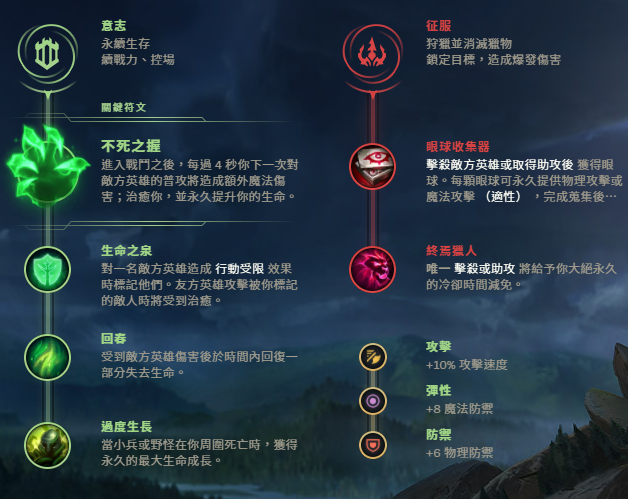 意志
永續生存
續戰力、控場
關鍵符文
不死之握
進入戰鬥之後，每過 4 秒你下一次對
敵方英雄的普攻將造成額外魔法傷
害；治癒你，並永久提升你的生命。
生命之泉
對一名敵方英雄造成 行動受限 效果
時標記他們。友方英雄攻擊被你標記
的敵人時將受到治癒。
回春
受到敵方英雄傷害後於時間內回復一
部分失去生命。
過度生長
當小兵或野怪在你周圍死亡時，獲得
永久的最大生命成長。
征服
狩獵並消滅獵物
鎖定目標，造成爆發傷害
眼球收集器
擊殺敵方英雄或取得助攻後 獲得眼
球。每顆眼球可永久提供物理攻擊或
魔法攻擊 （適性） ，完成蒐集後…
終焉獵人
唯一 擊殺或助攻 將給予你大絕永久
的冷卻時間減免。
攻擊
+10% 攻擊速度
彈性
+8 魔法防禦
防禦
+6 物理防禦